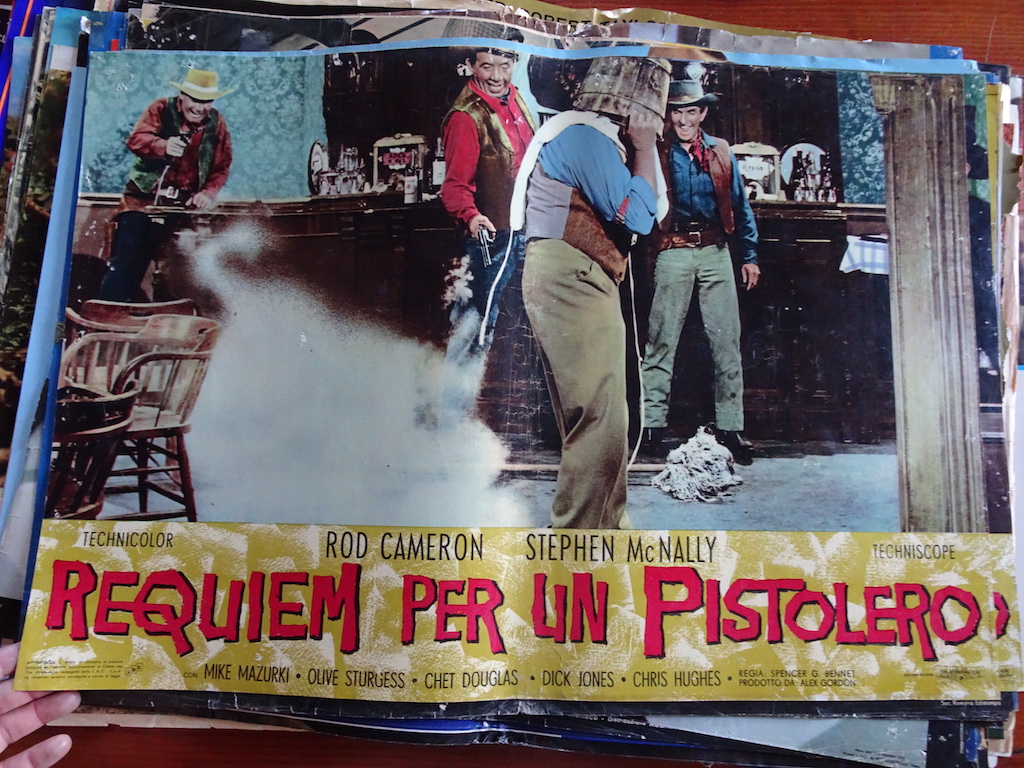 TECHNICOLOR ROD CAMERON STEPHEN McNALLY TECHNISCOPE
REQUIEM PER UN PISTOLERO
CON MIKE MAZURKI • OLIVE STURGESS • CHET DOUGLAS • DICK JONES • CHRIS HUGHES • REGIA: SPENCER G. BENNET
PRODOTTO DA: ALEX GORDON